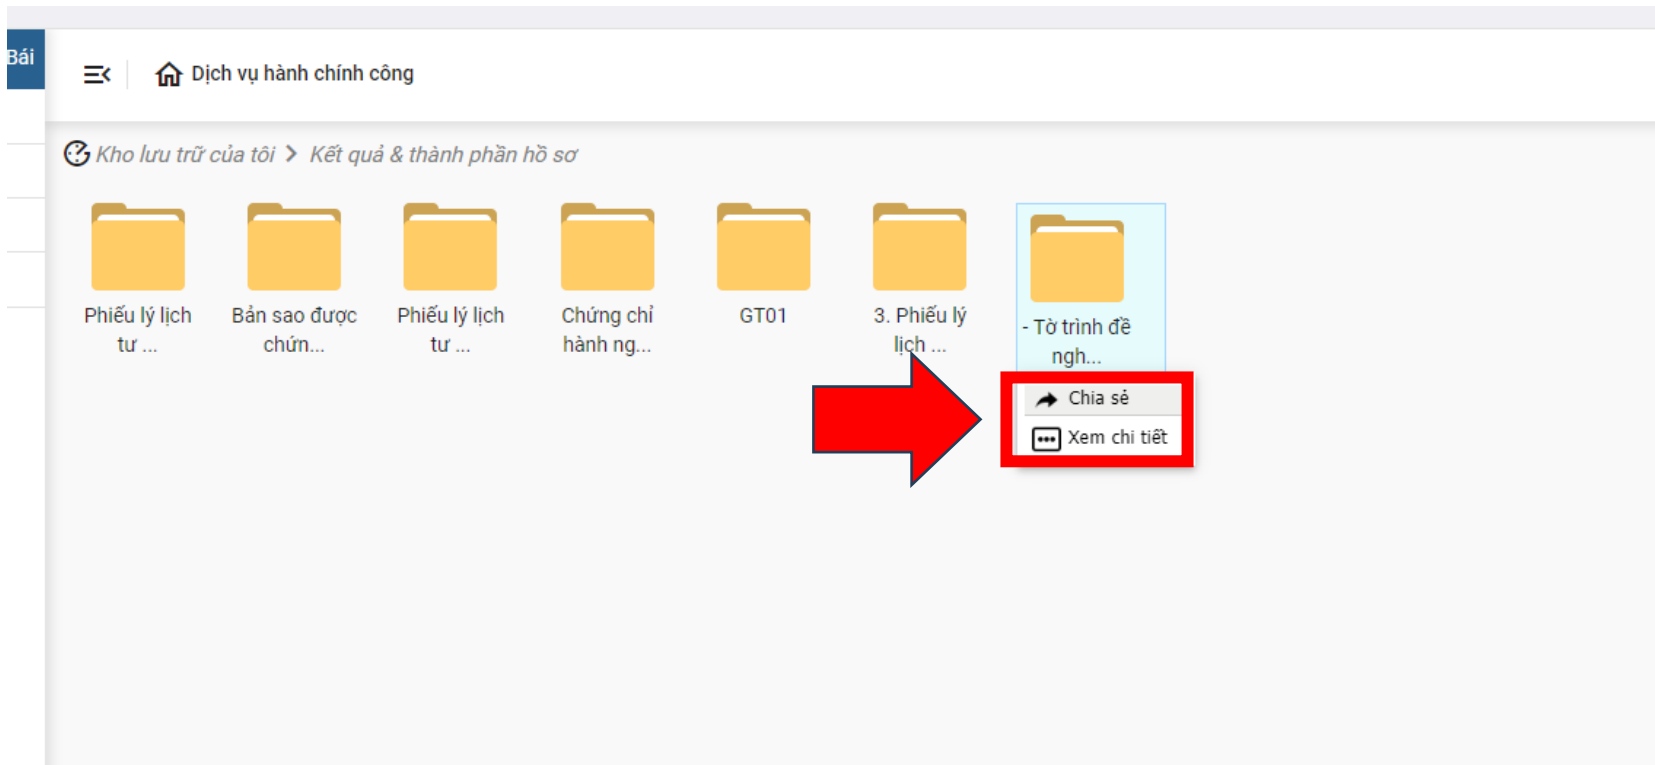 Bái
Dịch vụ hành chính công
Kho lưu trữ của tôi > Kết quả & thành phần hồ sơ
Phiếu lý lịch
tư ...
Bản sao được
chứn...
Phiếu lý lịch
tư ...
Chứng chỉ
hành ng...
GT01
3. Phiếu lý
lịch ...
- Tờ trình đề
ngh...
Chia sẻ
Xem chi tiết